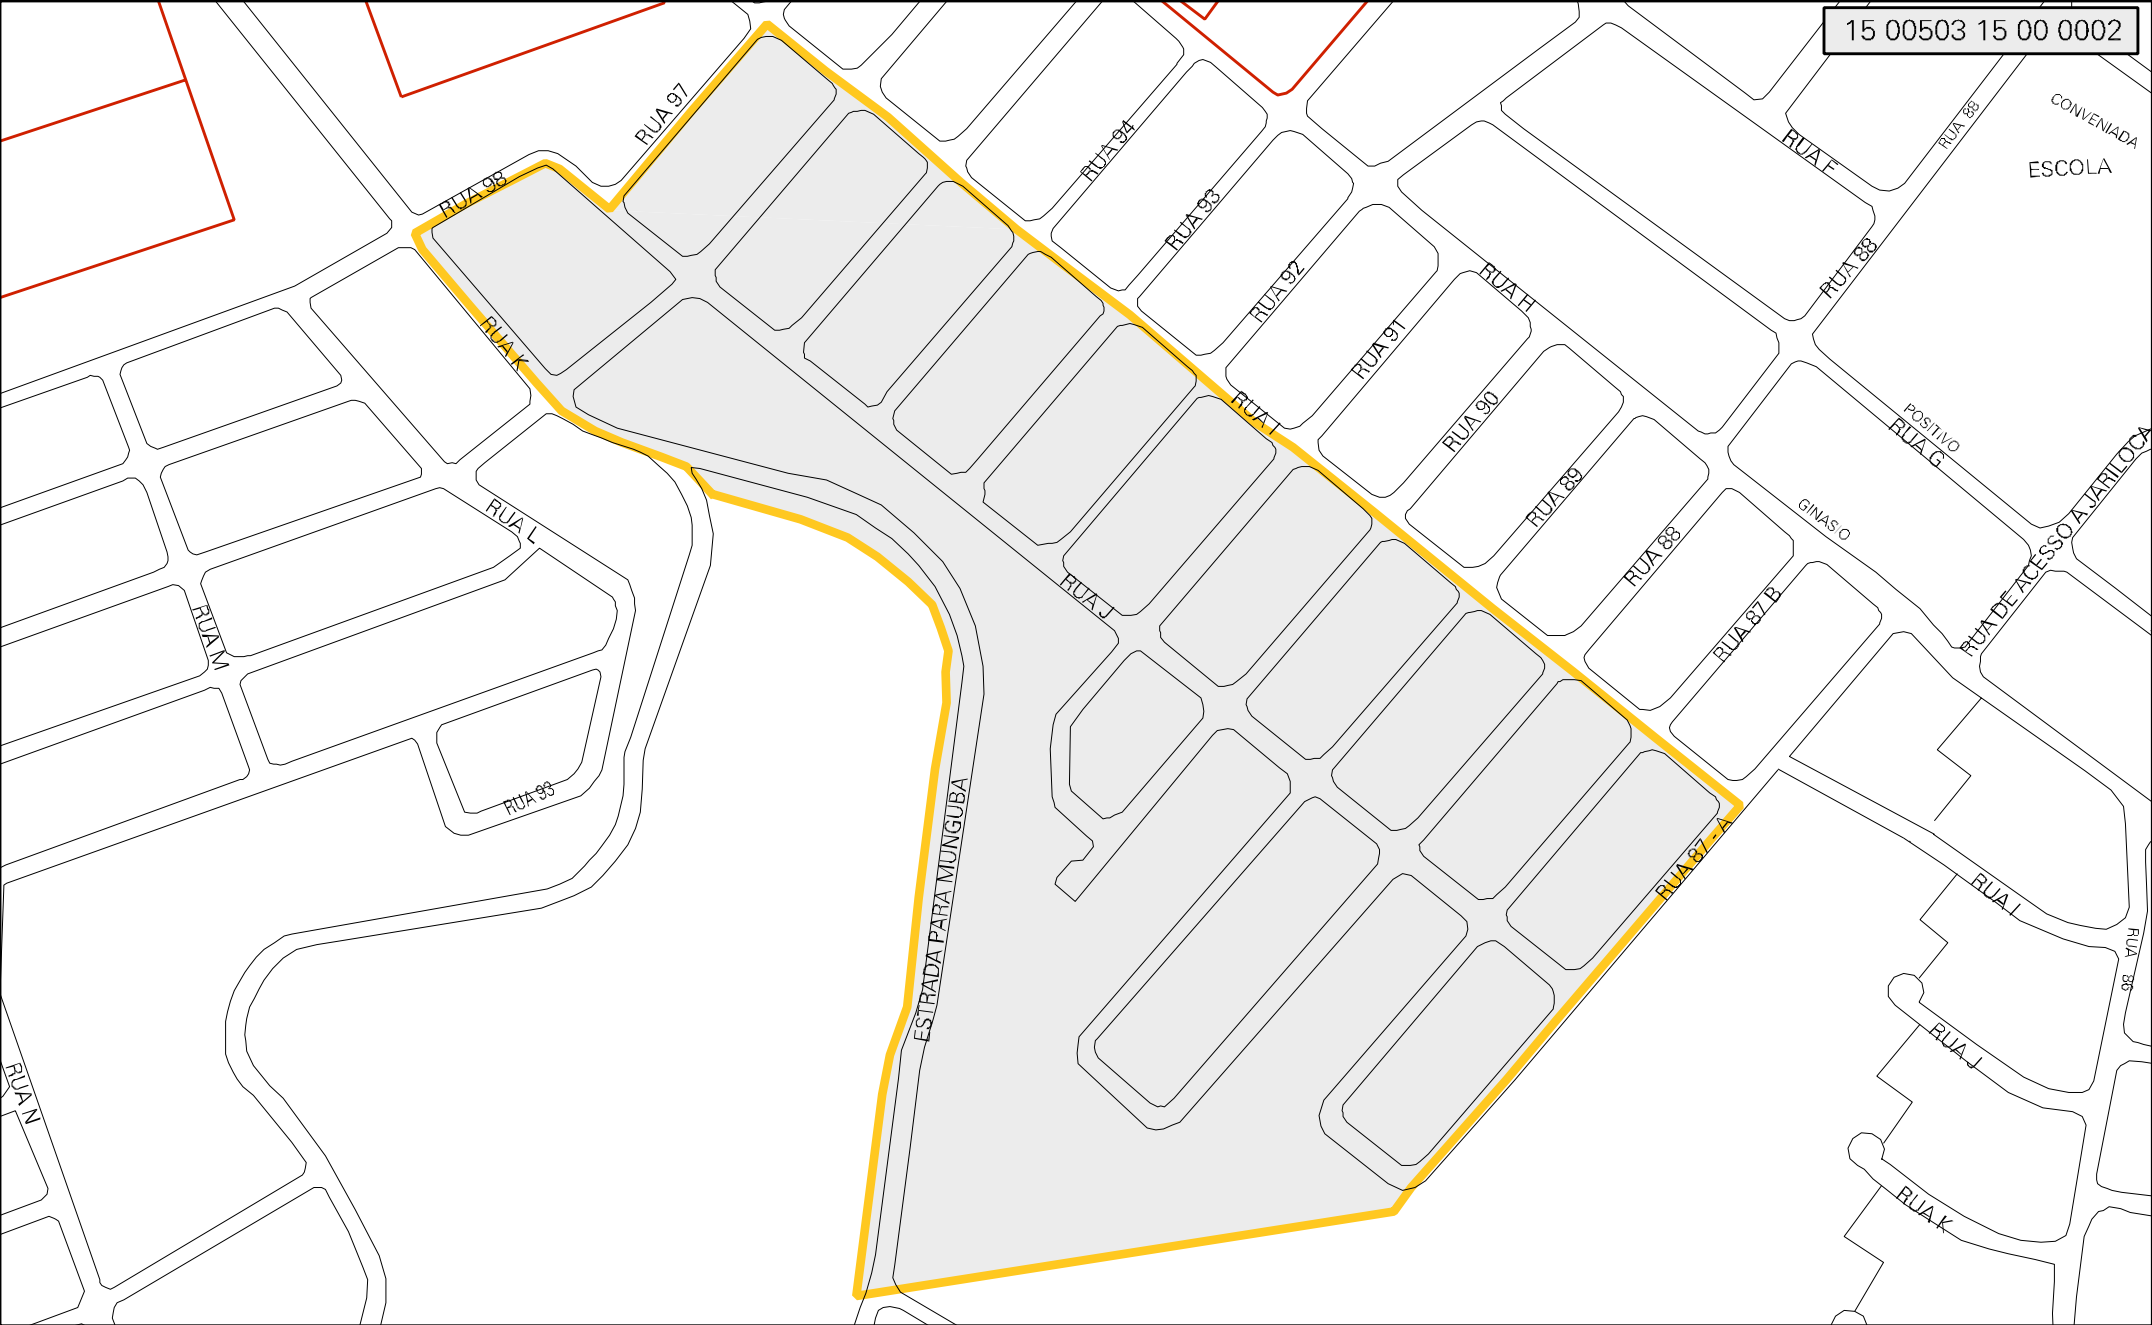 15 00503 15 00 0002
CONVENIADA
ESCOLA
RUA 97
RUA 98
RUA 94
RUA 93
RUA 92
RUA 91
RUA 90
RUA 89
RUA 88
RUA 87 B
RUA F
RUA 88
RUA 88
RUA H
RUA K
RUA I
POSITIVO
RUA G
GINASIO
RUA DE ACESSO A JARILOCA
RUA L
RUA M
RUA J
RUA 93
ESTRADA PARA MUNGUBA
RUA 87 - A
RUA I
RUA 86
RUA J
RUA N
RUA K